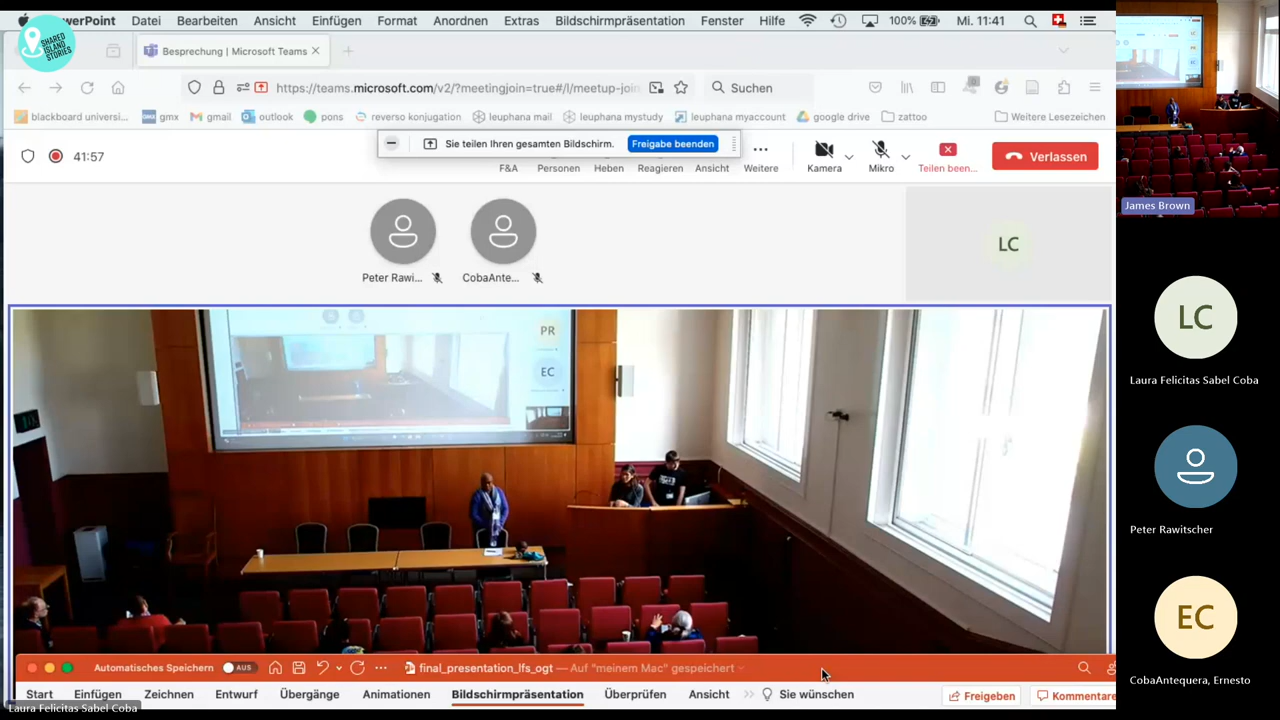 PowerPoint Datei Bearbeiten Ansicht Einfügen Format Anordnen Extras Bildschirmpräsentation Fenster Hilfe 100% Mi. 11:41
SHARED ISLAND STORIES
Besprechung | Microsoft Teams
https://teams.microsoft.com/v2/?meetingjoin=true#/l/meetup-join
Suchen
blackboard universi... gmx gmail outlook pons reverso konjugation leuphana mail leuphana mystudy leuphana myaccount google drive zattoo Weitere Lesezeichen
Sie teilen Ihren gesamten Bildschirm. Freigabe beenden
41:57
F&A Personen Heben Reagieren Ansicht Weitere Kamera Mikro Teilen been... Verlassen
James Brown
Peter Rawi... CobaAnte...
LC
PR
EC
LC
Laura Felicitas Sabel Coba
Peter Rawitscher
EC
CobaAntequera, Ernesto
Automatisches Speichern AUS final_presentation_lfs_ogt — Auf "meinem Mac" gespeichert
Start Einfügen Zeichnen Entwurf Übergänge Animationen Bildschirmpräsentation Überprüfen Ansicht Sie wünschen Freigeben Kommentare
Laura Felicitas Sabel Coba